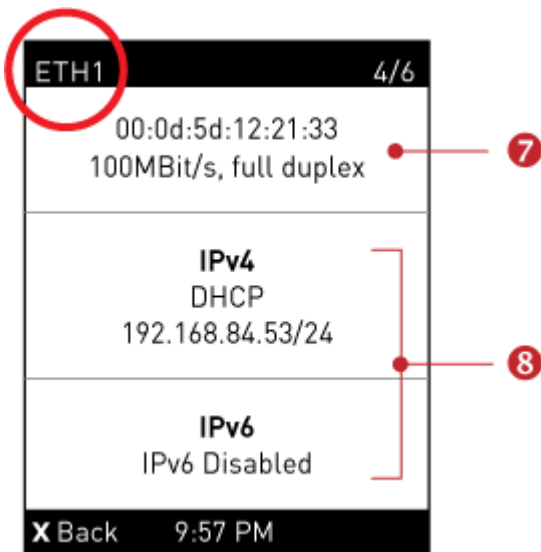 ETH1 4/6
00:0d:5d:12:21:33
100MBit/s, full duplex
7
IPv4
DHCP
192.168.84.53/24
8
IPv6
IPv6 Disabled
X Back 9:57 PM